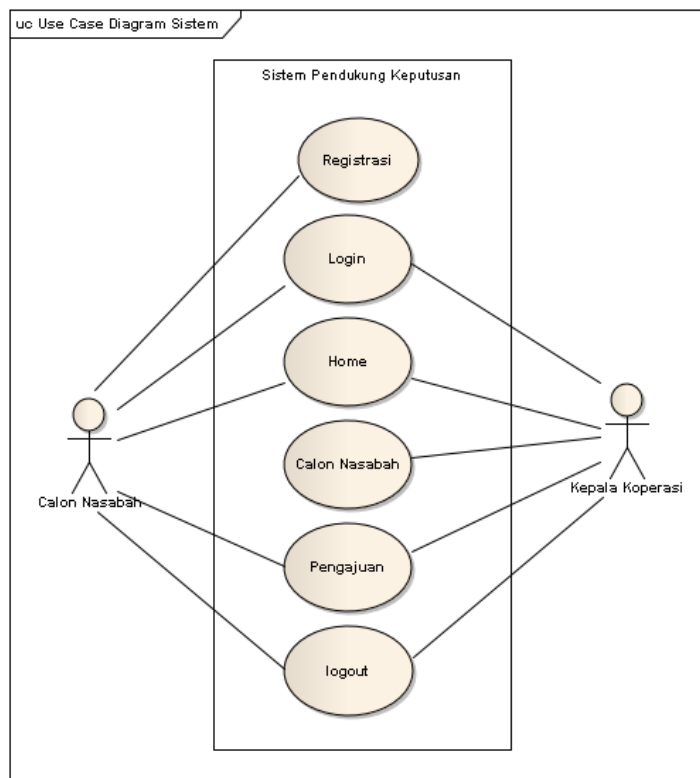 uc Use Case Diagram Sistem
Sistem Pendukung Keputusan
Registrasi
Login
Home
Calon Nasabah
Calon Nasabah
Kepala Koperasi
Pengajuan
logout